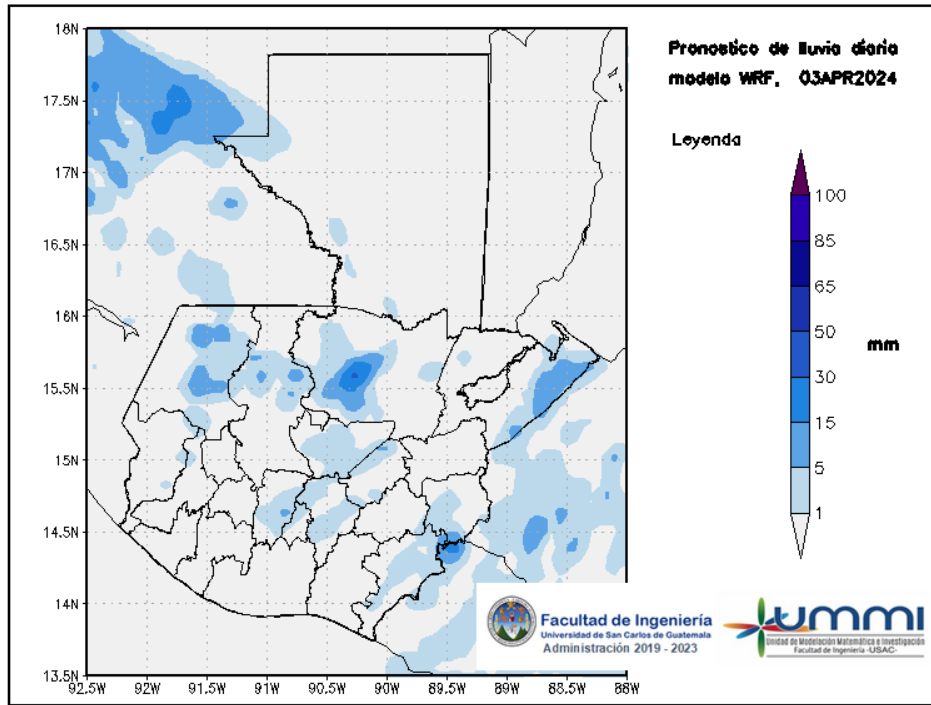 Pronostico de lluvia diaria
modelo WRF, 03APR2024
Leyenda
100
85
65
50
30
15
5
1
mm
18N
17.5N
17N
16.5N
16N
15.5N
15N
14.5N
14N
13.5N
92.5W 92W 91.5W 91W 90.5W 90W 89.5W 89W 88.5W 88W
Facultad de Ingeniería
Universidad de San Carlos de Guatemala
Administración 2019 - 2023
UMMI
Unidad de Modelación Matemática e Investigación
Facultad de Ingeniería -USAC-